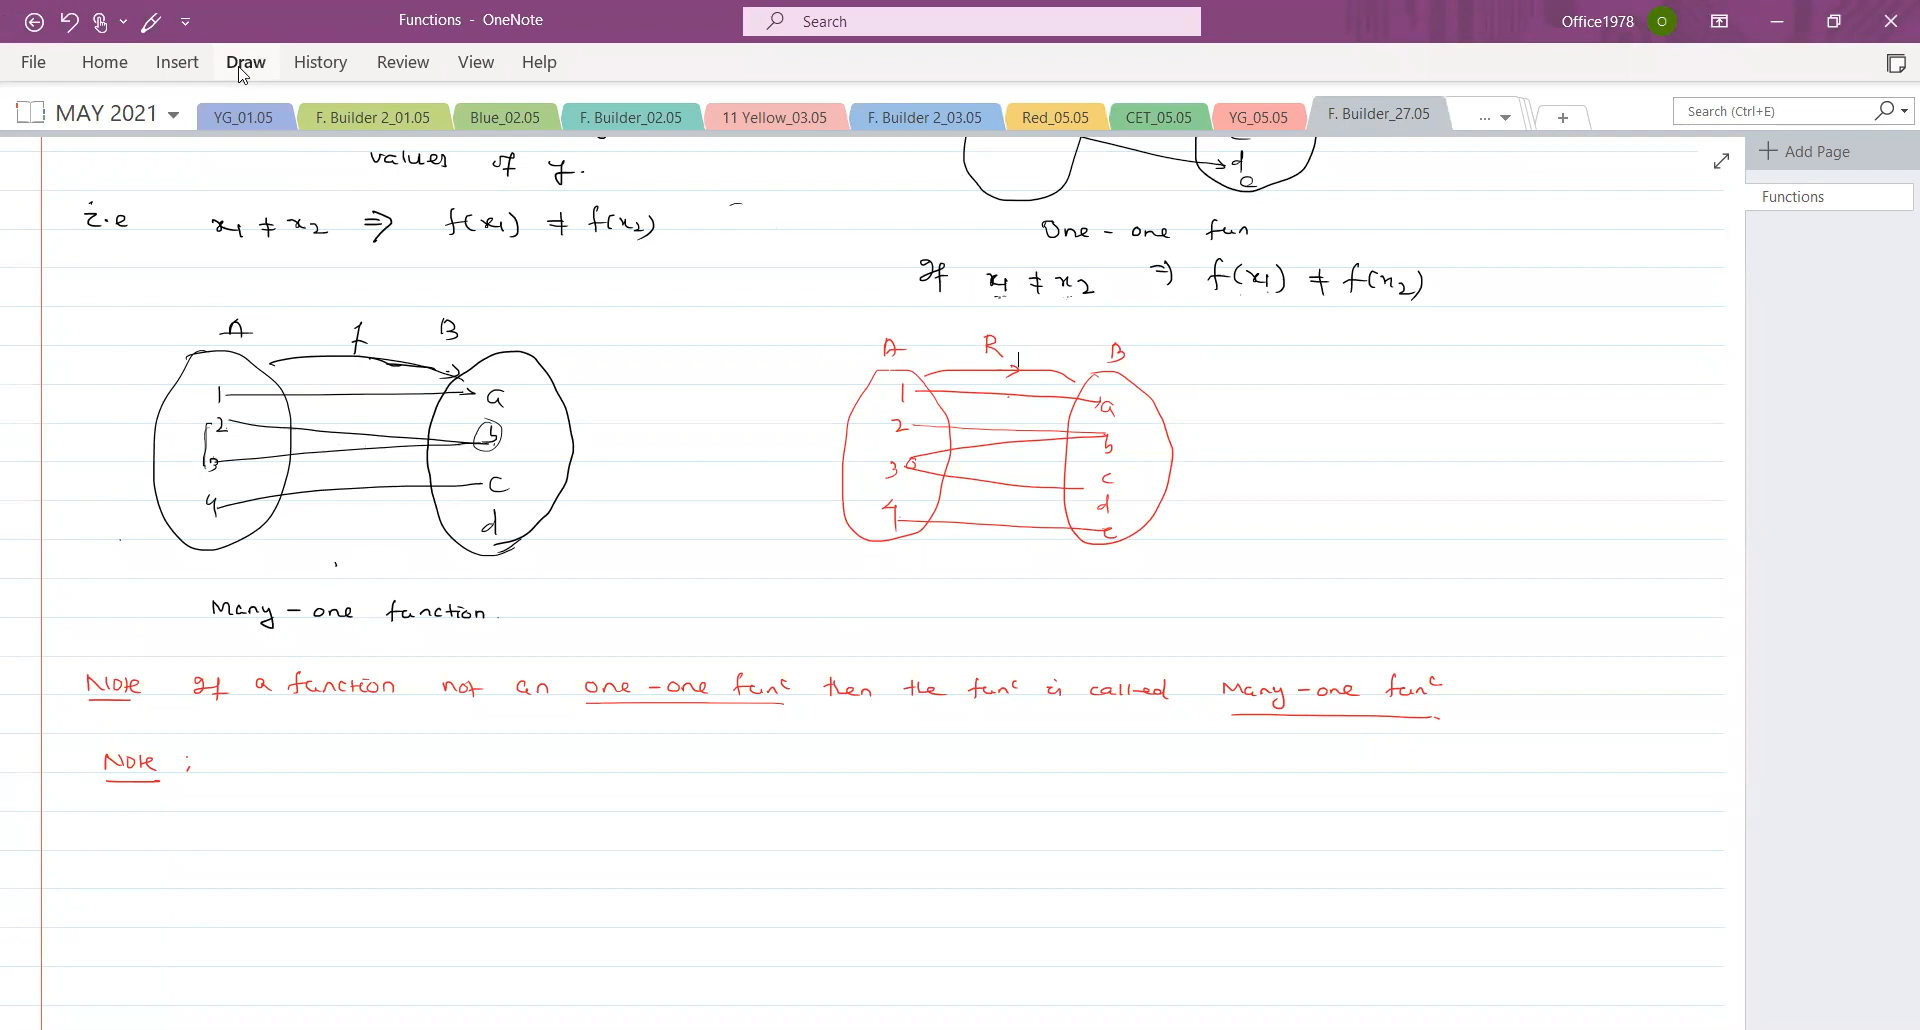 Functions - OneNote
Search
Office1978
O
File Home Insert Draw History Review View Help
MAY 2021
YG_01.05
F. Builder 2_01.05
Blue_02.05
F. Builder_02.05
11 Yellow_03.05
F. Builder 2_03.05
Red_05.05
CET_05.05
YG_05.05
F. Builder_27.05
...
Search (Ctrl+E)
Add Page
Functions
values of y.
i.e x1 ≠ x2 ⇒ f(x1) ≠ f(x2)
d
e
One - one fun
If x1 ≠ x2 ⇒ f(x1) ≠ f(x2)
A f B
1 a
2 b
3
4 c
d
Many - one function.
A R B
1 a
2 b
3 c
d
4 e
Note If a function not an one - one funᶜ then the funᶜ is called Many - one funᶜ
Note :